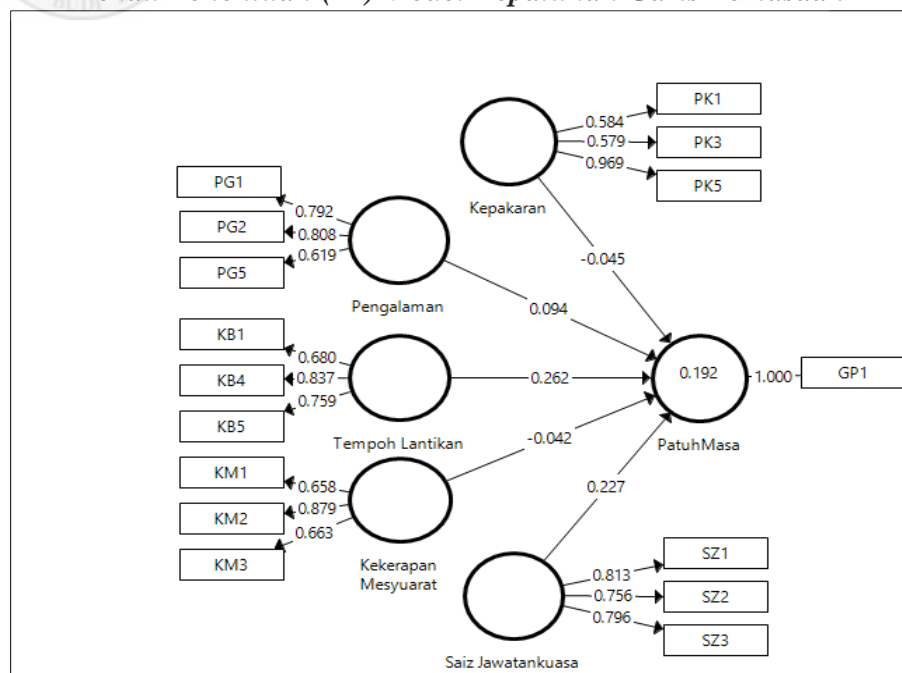 PK1
0.584
PK3
0.579
PK5
0.969
Kepakaran
-0.045
PG1
0.792
PG2
0.808
PG5
0.619
Pengalaman
0.094
KB1
0.680
KB4
0.837
KB5
0.759
Tempoh Lantikan
0.262
0.192
1.000
GP1
PatuhMasa
KM1
0.658
KM2
0.879
KM3
0.663
Kekerapan
Mesyuarat
-0.042
0.227
SZ1
0.813
SZ2
0.756
SZ3
0.796
Saiz Jawatankuasa